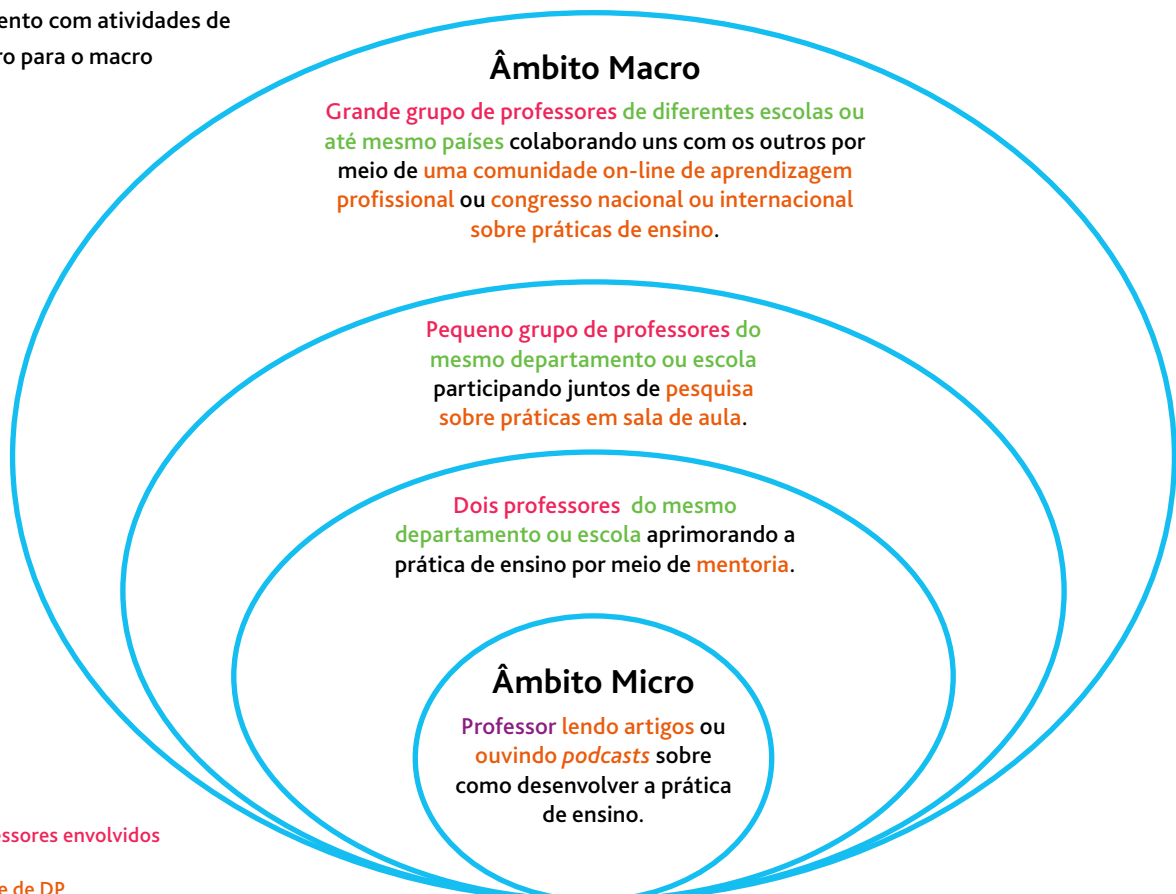 com atividades de
para o macro
Âmbito Macro
Grande grupo de professores de diferentes escolas ou
até mesmo países colaborando uns com os outros por
meio de uma comunidade on-line de aprendizagem
profissional ou congresso nacional ou internacional
sobre práticas de ensino.
Pequeno grupo de professores do
mesmo departamento ou escola
participando juntos de pesquisa
sobre práticas em sala de aula.
Dois professores do mesmo
departamento ou escola aprimorando a
prática de ensino por meio de mentoria.
Âmbito Micro
Professor lendo artigos ou
ouvindo podcasts sobre
como desenvolver a prática
de ensino.
envolvidos
de DP